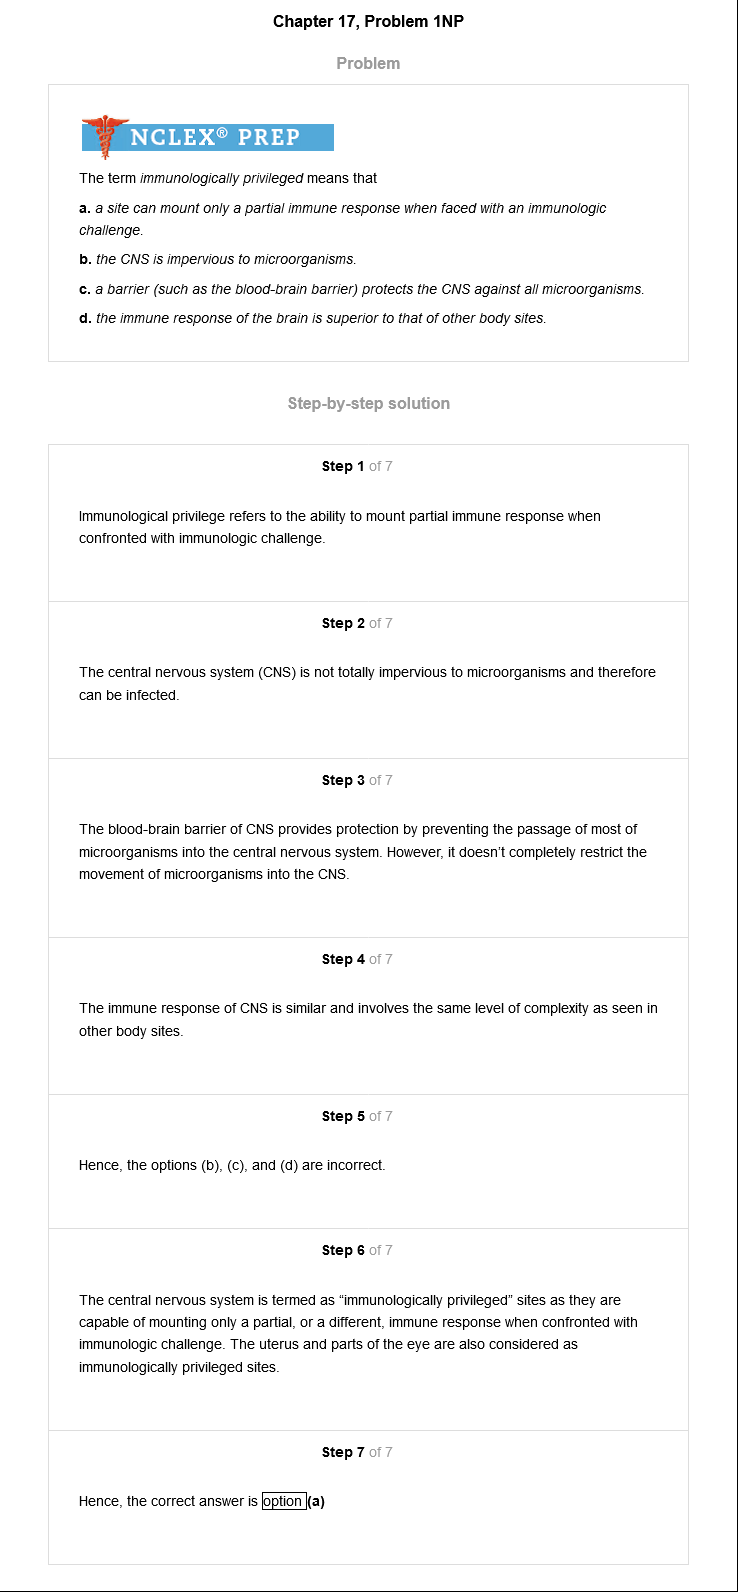 Chapter 17, Problem 1NP
Problem
NCLEX® PREP
The term immunologically privileged means that
a. a site can mount only a partial immune response when faced with an immunologic
challenge.
b. the CNS is impervious to microorganisms.
c. a barrier (such as the blood-brain barrier) protects the CNS against all microorganisms.
d. the immune response of the brain is superior to that of other body sites.
Step-by-step solution
Step 1 of 7
Immunological privilege refers to the ability to mount partial immune response when
confronted with immunologic challenge.
Step 2 of 7
The central nervous system (CNS) is not totally impervious to microorganisms and therefore
can be infected.
Step 3 of 7
The blood-brain barrier of CNS provides protection by preventing the passage of most of
microorganisms into the central nervous system. However, it doesn't completely restrict the
movement of microorganisms into the CNS.
Step 4 of 7
The immune response of CNS is similar and involves the same level of complexity as seen in
other body sites.
Step 5 of 7
Hence, the options (b), (c), and (d) are incorrect.
Step 6 of 7
The central nervous system is termed as “immunologically privileged” sites as they are
capable of mounting only a partial, or a different, immune response when confronted with
immunologic challenge. The uterus and parts of the eye are also considered as
immunologically privileged sites.
Step 7 of 7
Hence, the correct answer is option (a)